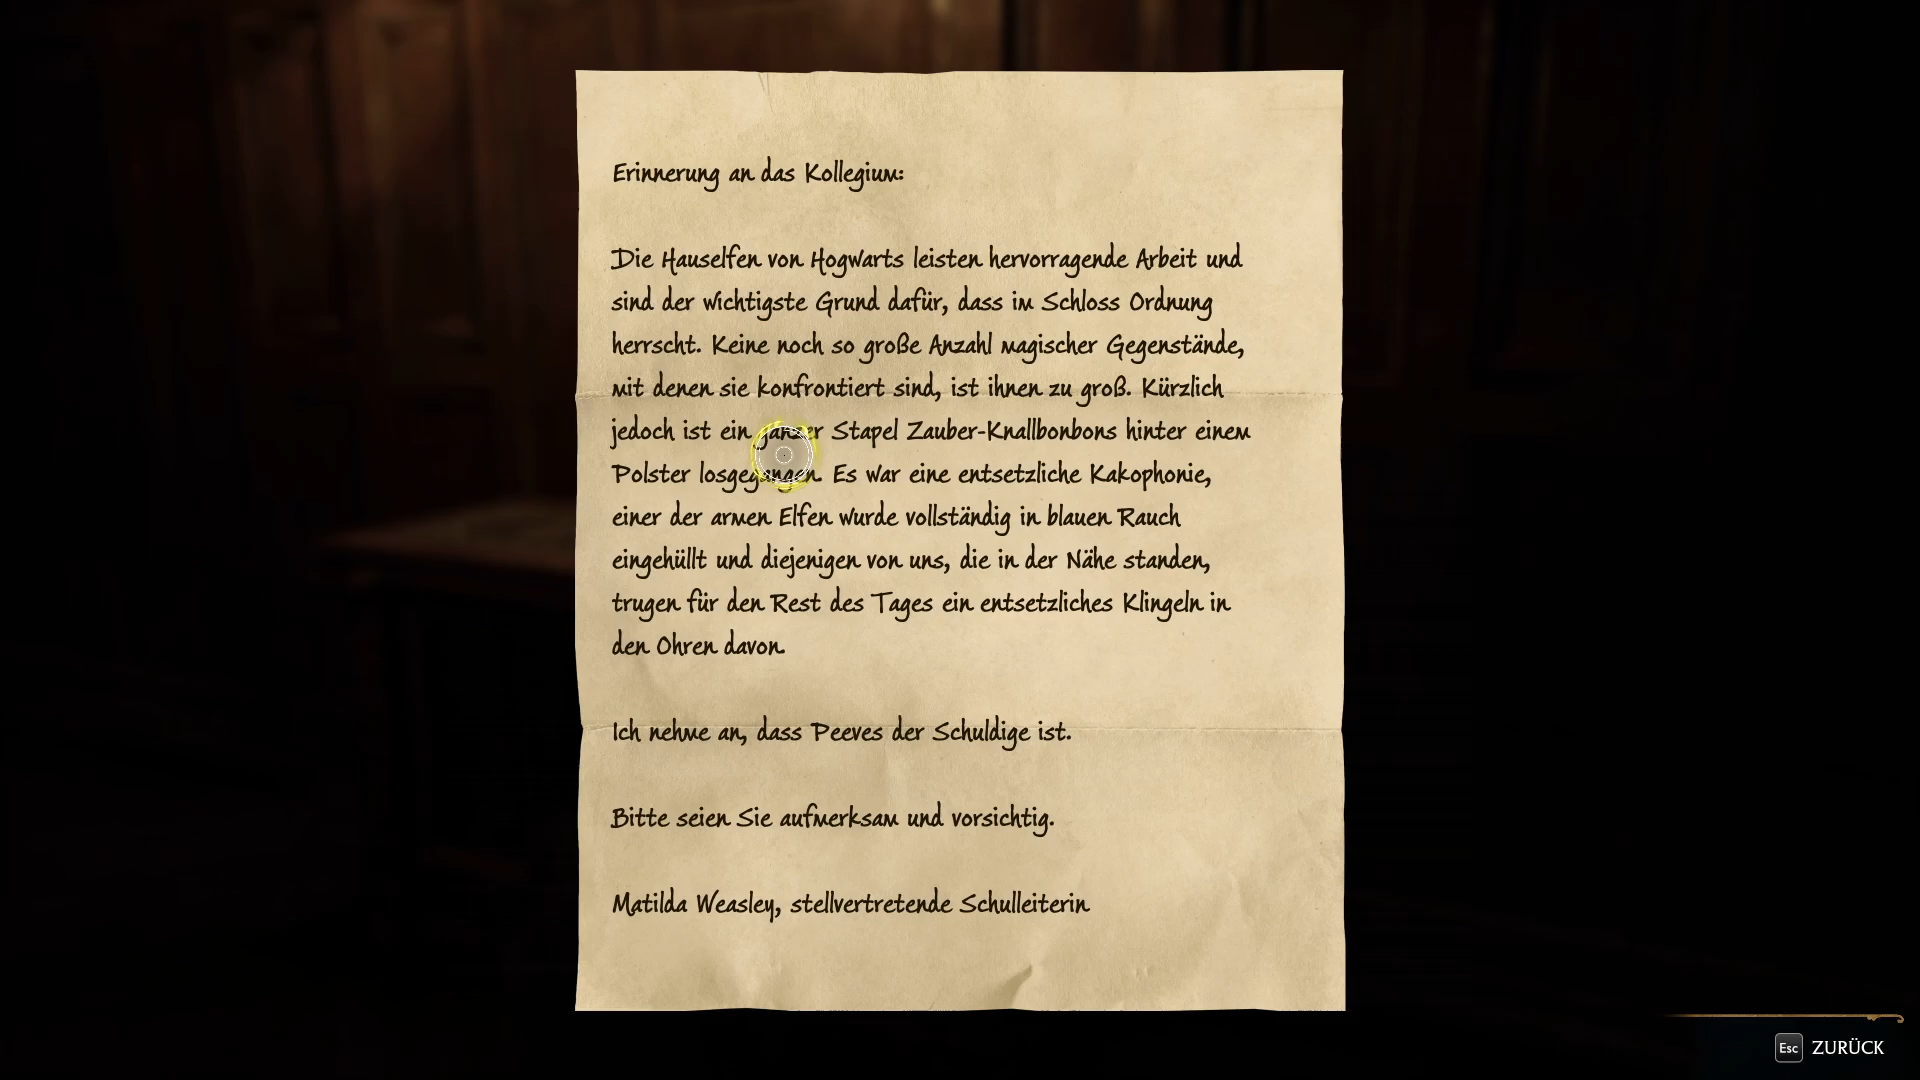 Erinnerung an das Kollegium:
Die Hauselfen von Hogwarts leisten hervorragende Arbeit und
sind der wichtigste Grund dafür, dass im Schloss Ordnung
herrscht. Keine noch so große Anzahl magischer Gegenstände,
mit denen sie konfrontiert sind, ist ihnen zu groß. Kürzlich
jedoch ist ein ganzer Stapel Zauber-Knallbonbons hinter einem
Polster losgegangen. Es war eine entsetzliche Kakophonie,
einer der armen Elfen wurde vollständig in blauen Rauch
eingehüllt und diejenigen von uns, die in der Nähe standen,
trugen für den Rest des Tages ein entsetzliches Klingeln in
den Ohren davon.
Ich nehme an, dass Peeves der Schuldige ist.
Bitte seien Sie aufmerksam und vorsichtig.
Matilda Weasley, stellvertretende Schulleiterin
Esc ZURÜCK